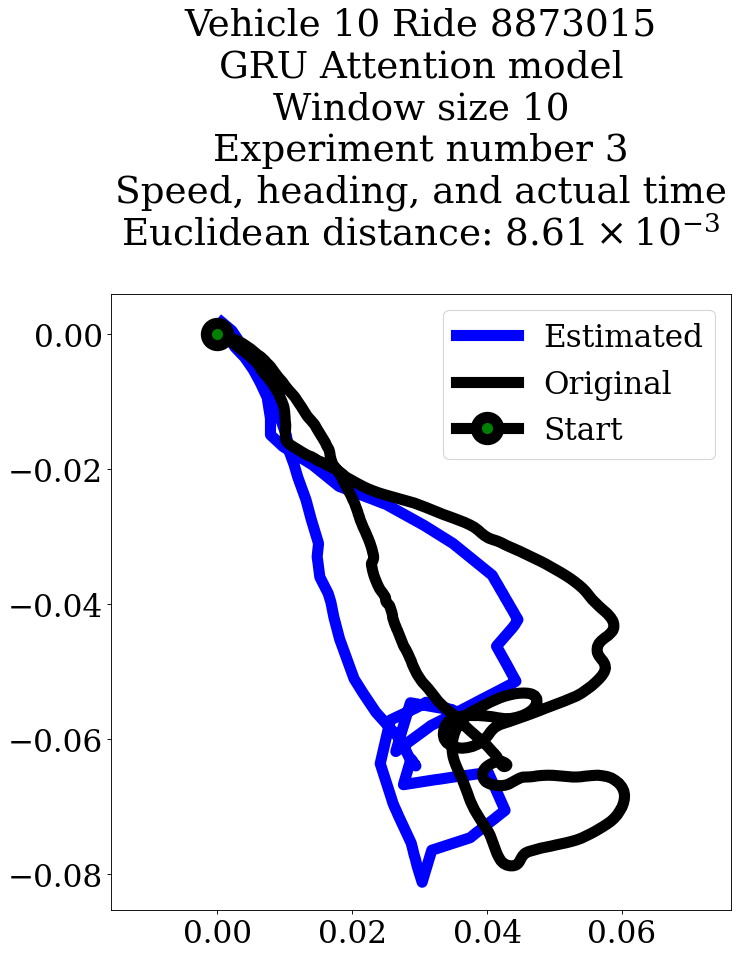 Vehicle 10 Ride 8873015
GRU Attention model
Window size 10
Experiment number 3
Speed, heading, and actual time
Euclidean distance: 8.61 × 10⁻³
Estimated
Original
Start
0.00
−0.02
−0.04
−0.06
−0.08
0.00 0.02 0.04 0.06